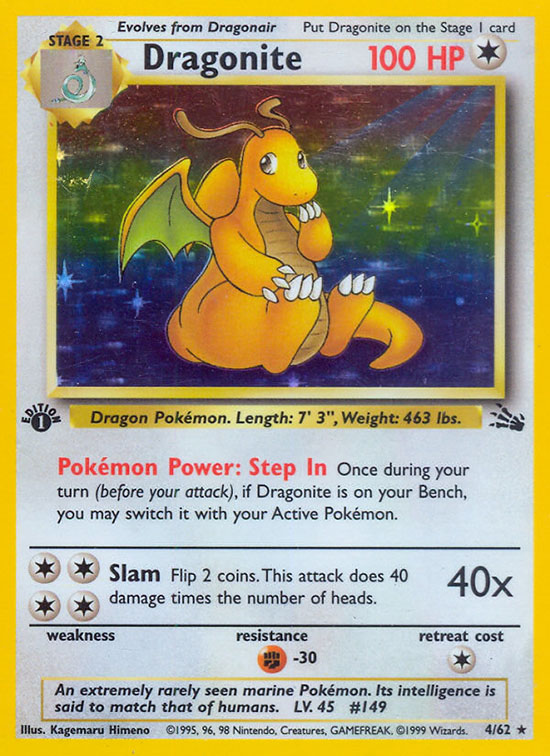 Evolves from Dragonair Put Dragonite on the Stage 1 card
STAGE 2
Dragonite 100 HP
Dragon Pokémon. Length: 7' 3", Weight: 463 lbs.
EDITION
1
Pokémon Power: Step In Once during your
turn (before your attack), if Dragonite is on your Bench,
you may switch it with your Active Pokémon.
Slam Flip 2 coins. This attack does 40
damage times the number of heads.
40x
weakness resistance retreat cost
-30
An extremely rarely seen marine Pokémon. Its intelligence is
said to match that of humans. LV. 45 #149
Illus. Kagemaru Himeno ©1995, 96, 98 Nintendo, Creatures, GAMEFREAK. ©1999 Wizards. 4/62 ★